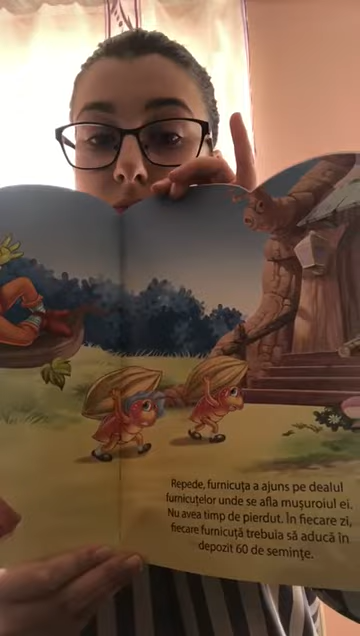 Repede, furnicuța a ajuns pe dealul
furnicuțelor unde se afla mușuroiul ei.
Nu avea timp de pierdut. În fiecare zi,
fiecare furnicuță trebuia să aducă în
depozit 60 de semințe.